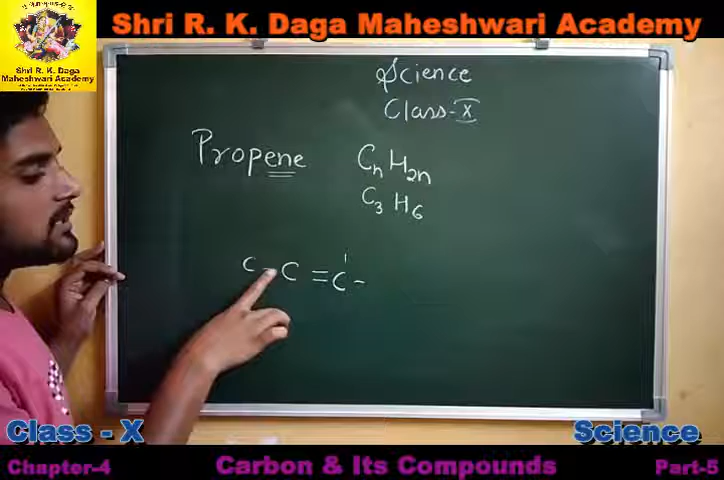 Shri R. K. Daga Maheshwari Academy
Shri R. K. Daga
Maheshwari Academy
Science
Class - X
Propene
CnH2n
C3H6
C - C = C -
Class - X
Science
Chapter-4
Carbon & Its Compounds
Part-5